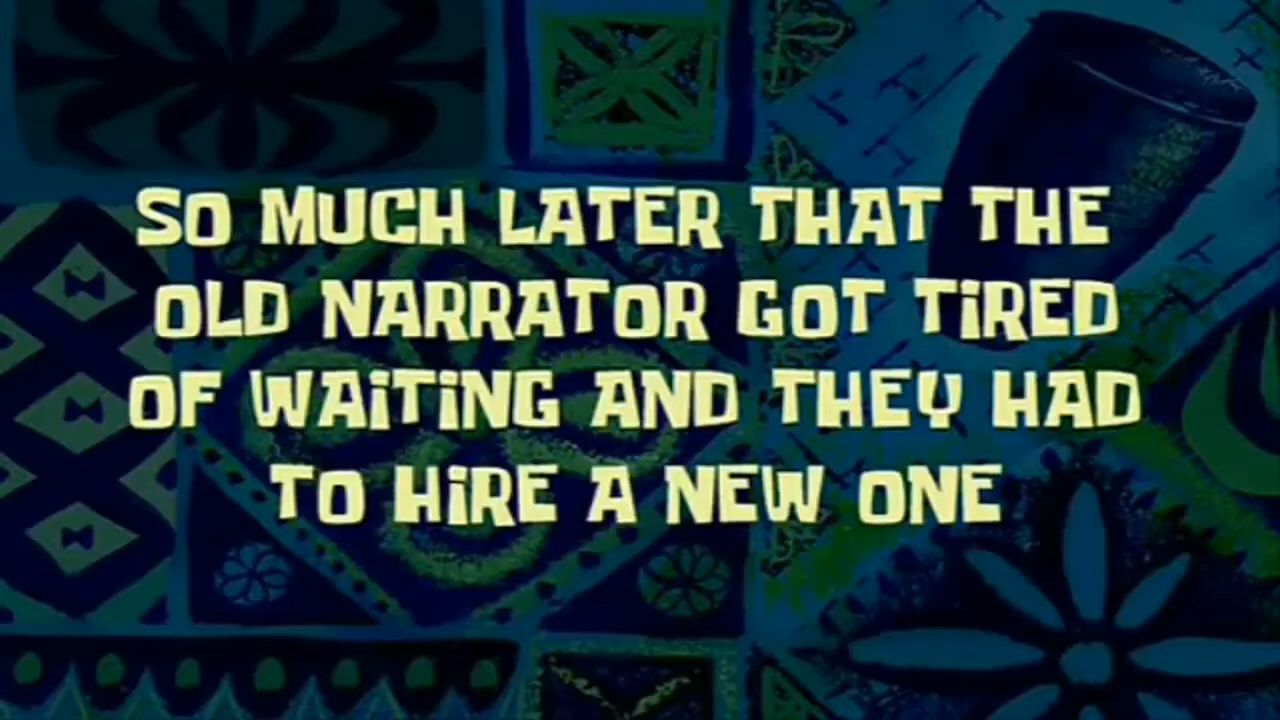 SO MUCH LATER THAT THE
OLD NARRATOR GOT TiRED
OF WAiTiNG AND THEY HAD
TO HiRE A NEW ONE